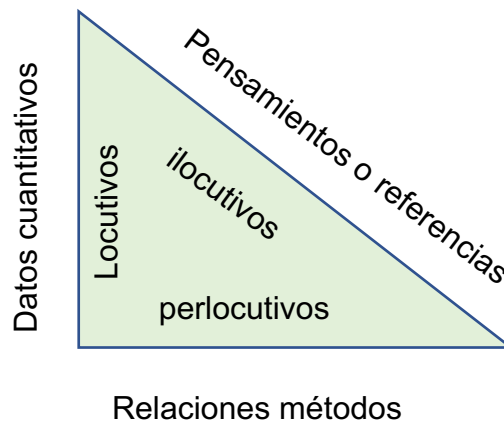 Pensamientos o referencias
Datos cuantitativos
Locutivos
ilocutivos
perlocutivos
Relaciones métodos